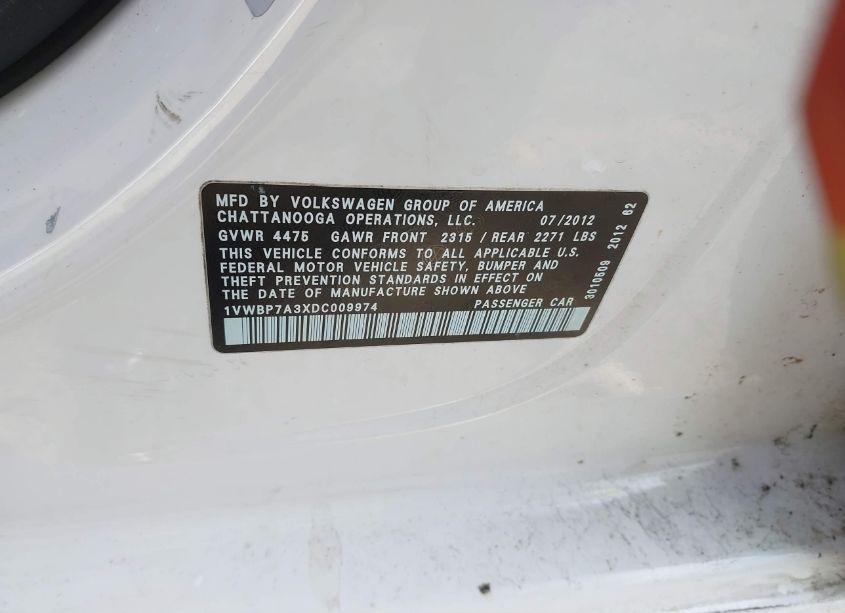 MFD BY VOLKSWAGEN GROUP OF AMERICA
CHATTANOOGA OPERATIONS, LLC. 07/2012
GVWR 4475 GAWR FRONT 2315 / REAR 2271 LBS
THIS VEHICLE CONFORMS TO ALL APPLICABLE U.S.
FEDERAL MOTOR VEHICLE SAFETY, BUMPER AND
THEFT PREVENTION STANDARDS IN EFFECT ON
THE DATE OF MANUFACTURE SHOWN ABOVE
1VWBP7A3XDC009974 PASSENGER CAR
3010609 2012 62